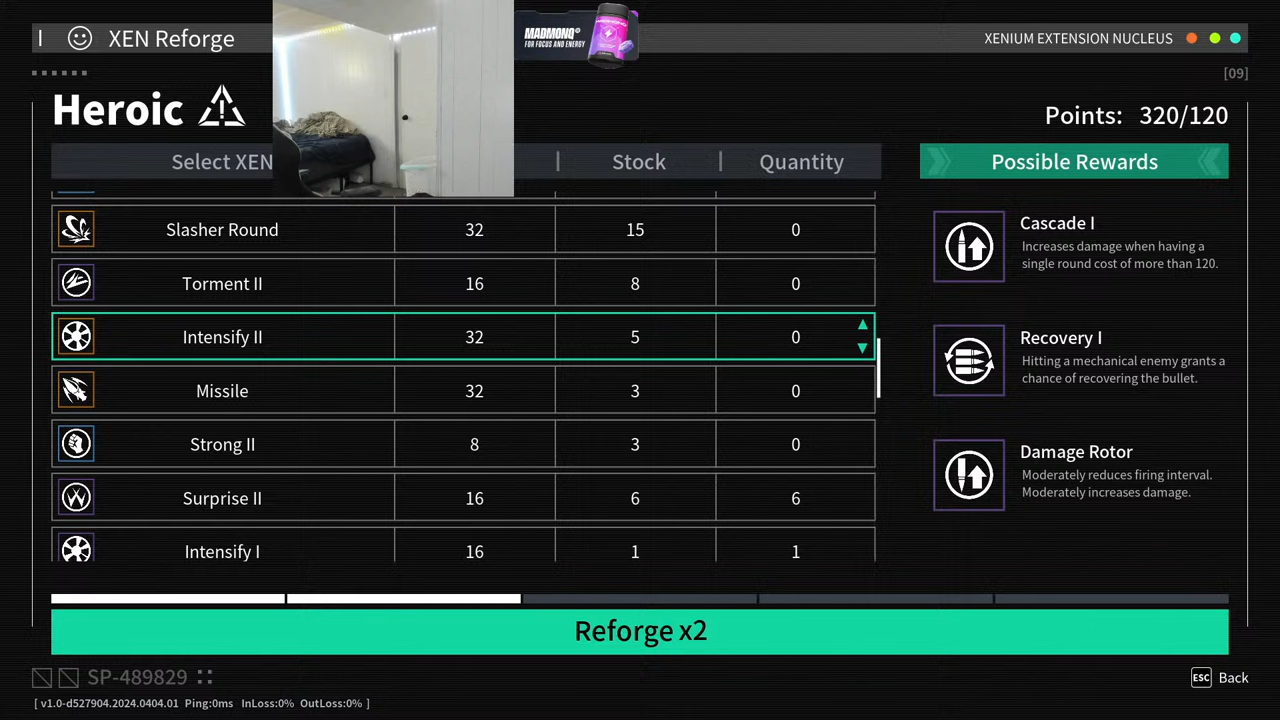 XEN Reforge
MADMONQ®
FOR FOCUS AND ENERGY
XENIUM EXTENSION NUCLEUS
[09]
Heroic
Points: 320/120
Select XEN | Stock | Quantity
Possible Rewards
Slasher Round 32 15 0
Torment II 16 8 0
Intensify II 32 5 0
Missile 32 3 0
Strong II 8 3 0
Surprise II 16 6 6
Intensify I 16 1 1
Cascade I
Increases damage when having a
single round cost of more than 120.
Recovery I
Hitting a mechanical enemy grants a
chance of recovering the bullet.
Damage Rotor
Moderately reduces firing interval.
Moderately increases damage.
Reforge x2
SP-489829
ESC Back
[ v1.0-d527904.2024.0404.01 Ping:0ms InLoss:0% OutLoss:0% ]